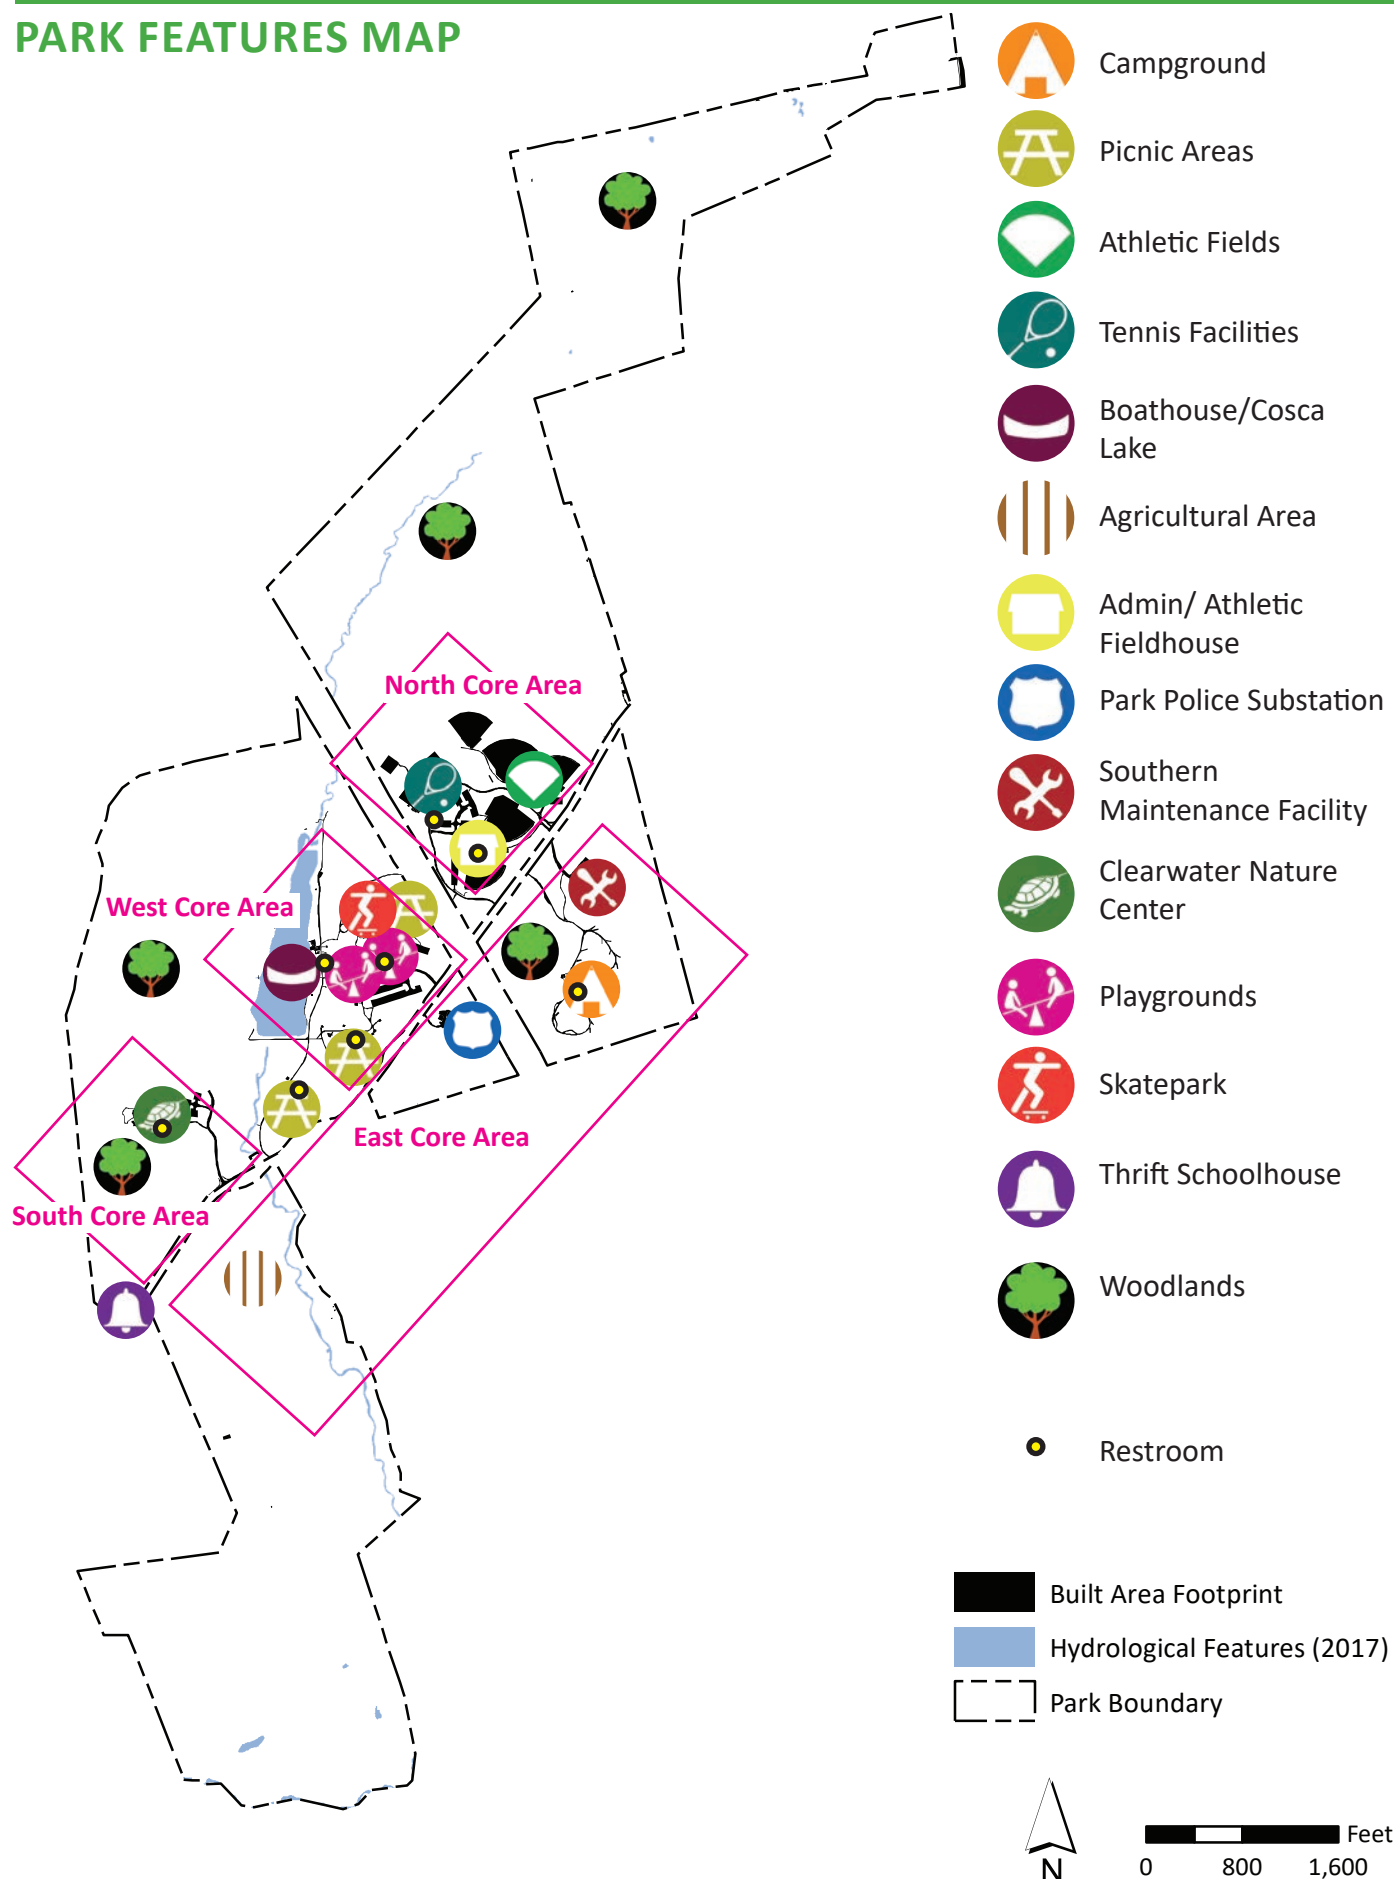 PARK FEATURES MAP
Campground
Picnic Areas
Athletic Fields
Tennis Facilities
Boathouse/Cosca
Lake
Agricultural Area
Admin/ Athletic
Fieldhouse
Park Police Substation
Southern
Maintenance Facility
Clearwater Nature
Center
Playgrounds
Skatepark
Thrift Schoolhouse
Woodlands
Restroom
Built Area Footprint
Hydrological Features (2017)
Park Boundary
North Core Area
West Core Area
East Core Area
South Core Area
N
Feet
0 800 1,600